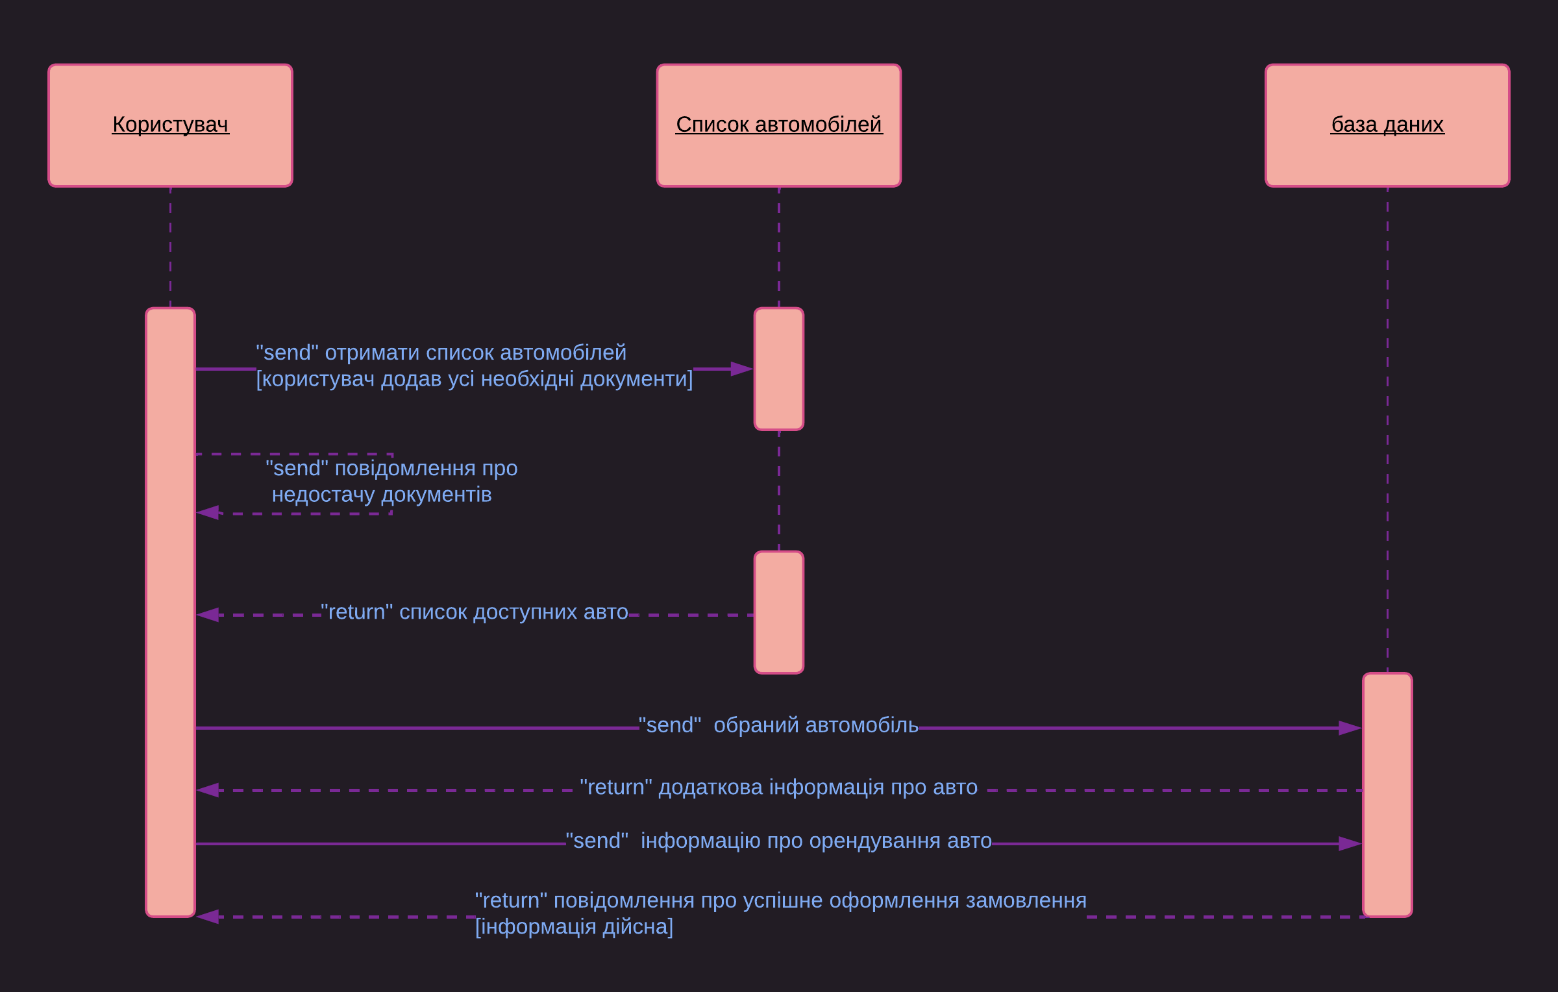 Користувач
Список автомобілей
база даних
"send" отримати список автомобілей
[користувач додав усі необхідні документи]
"send" повідомлення про
недостачу документів
"return" список доступних авто
"send"  обраний автомобіль
"return" додаткова інформація про авто
"send"  інформацію про орендування авто
"return" повідомлення про успішне оформлення замовлення
[інформація дійсна]